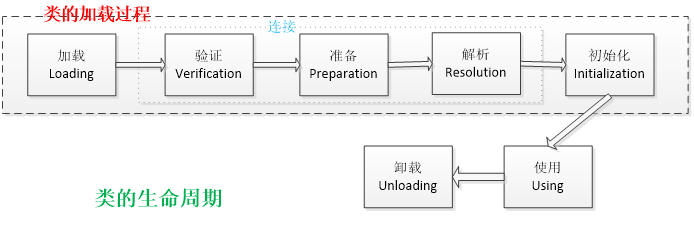 类的加载过程
连接
加载
Loading
验证
Verification
准备
Preparation
解析
Resolution
初始化
Initialization
卸载
Unloading
使用
Using
类的生命周期